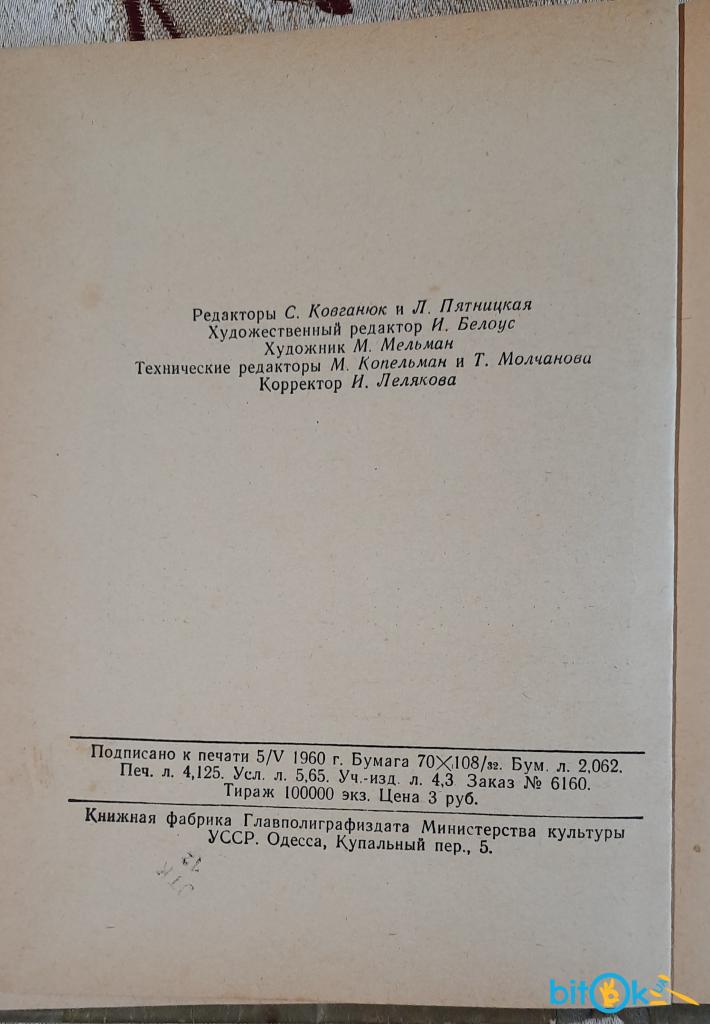 Редакторы С. Ковганюк и Л. Пятницкая
Художественный редактор И. Белоус
Художник М. Мельман
Технические редакторы М. Копельман и Т. Молчанова
Корректор И. Лелякова
Подписано к печати 5/V 1960 г. Бумага 70×108/32. Бум. л. 2,062.
Печ. л. 4,125. Усл. л. 5,65. Уч.-изд. л. 4,3 Заказ № 6160.
Тираж 100000 экз. Цена 3 руб.
Книжная фабрика Главполиграфиздата Министерства культуры
УССР. Одесса, Купальный пер., 5.
ОТК
bitOk UA